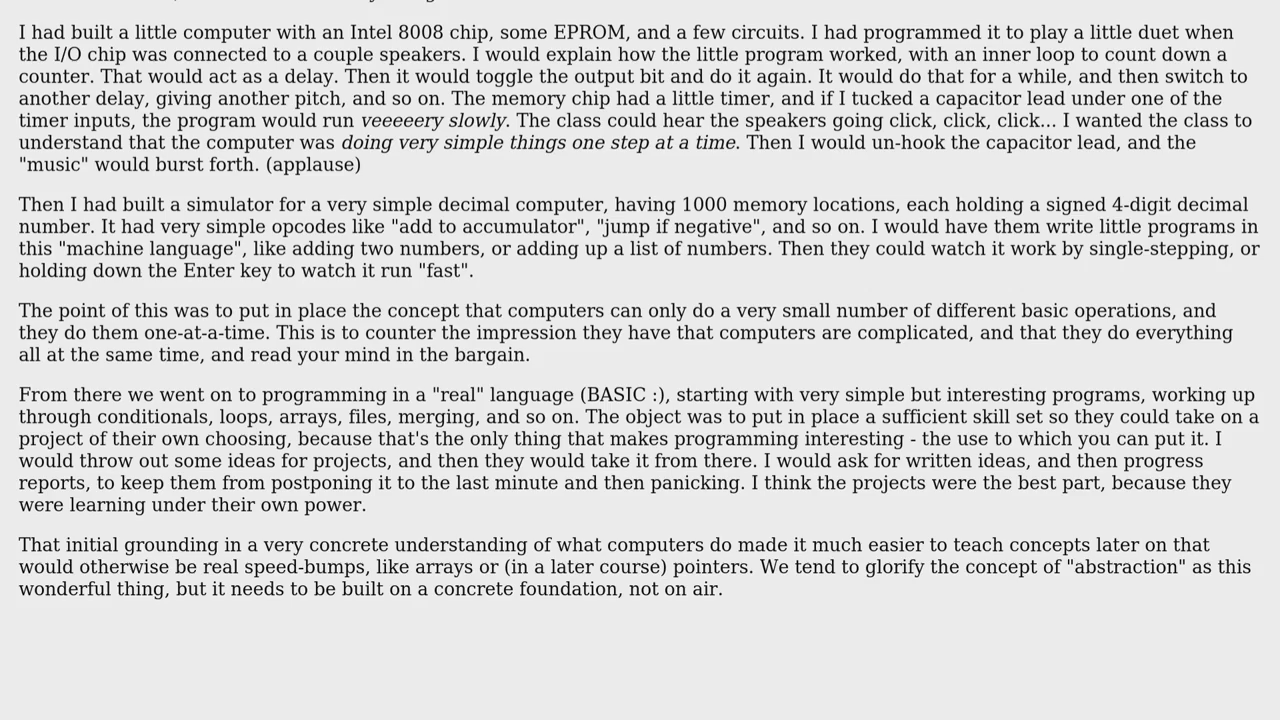 I had built a little computer with an Intel 8008 chip, some EPROM, and a few circuits. I had programmed it to play a little duet when
the I/O chip was connected to a couple speakers. I would explain how the little program worked, with an inner loop to count down a
counter. That would act as a delay. Then it would toggle the output bit and do it again. It would do that for a while, and then switch to
another delay, giving another pitch, and so on. The memory chip had a little timer, and if I tucked a capacitor lead under one of the
timer inputs, the program would run veeeeery slowly. The class could hear the speakers going click, click, click... I wanted the class to
understand that the computer was doing very simple things one step at a time. Then I would un-hook the capacitor lead, and the
"music" would burst forth. (applause)
Then I had built a simulator for a very simple decimal computer, having 1000 memory locations, each holding a signed 4-digit decimal
number. It had very simple opcodes like "add to accumulator", "jump if negative", and so on. I would have them write little programs in
this "machine language", like adding two numbers, or adding up a list of numbers. Then they could watch it work by single-stepping, or
holding down the Enter key to watch it run "fast".
The point of this was to put in place the concept that computers can only do a very small number of different basic operations, and
they do them one-at-a-time. This is to counter the impression they have that computers are complicated, and that they do everything
all at the same time, and read your mind in the bargain.
From there we went on to programming in a "real" language (BASIC :), starting with very simple but interesting programs, working up
through conditionals, loops, arrays, files, merging, and so on. The object was to put in place a sufficient skill set so they could take on a
project of their own choosing, because that's the only thing that makes programming interesting - the use to which you can put it. I
would throw out some ideas for projects, and then they would take it from there. I would ask for written ideas, and then progress
reports, to keep them from postponing it to the last minute and then panicking. I think the projects were the best part, because they
were learning under their own power.
That initial grounding in a very concrete understanding of what computers do made it much easier to teach concepts later on that
would otherwise be real speed-bumps, like arrays or (in a later course) pointers. We tend to glorify the concept of "abstraction" as this
wonderful thing, but it needs to be built on a concrete foundation, not on air.